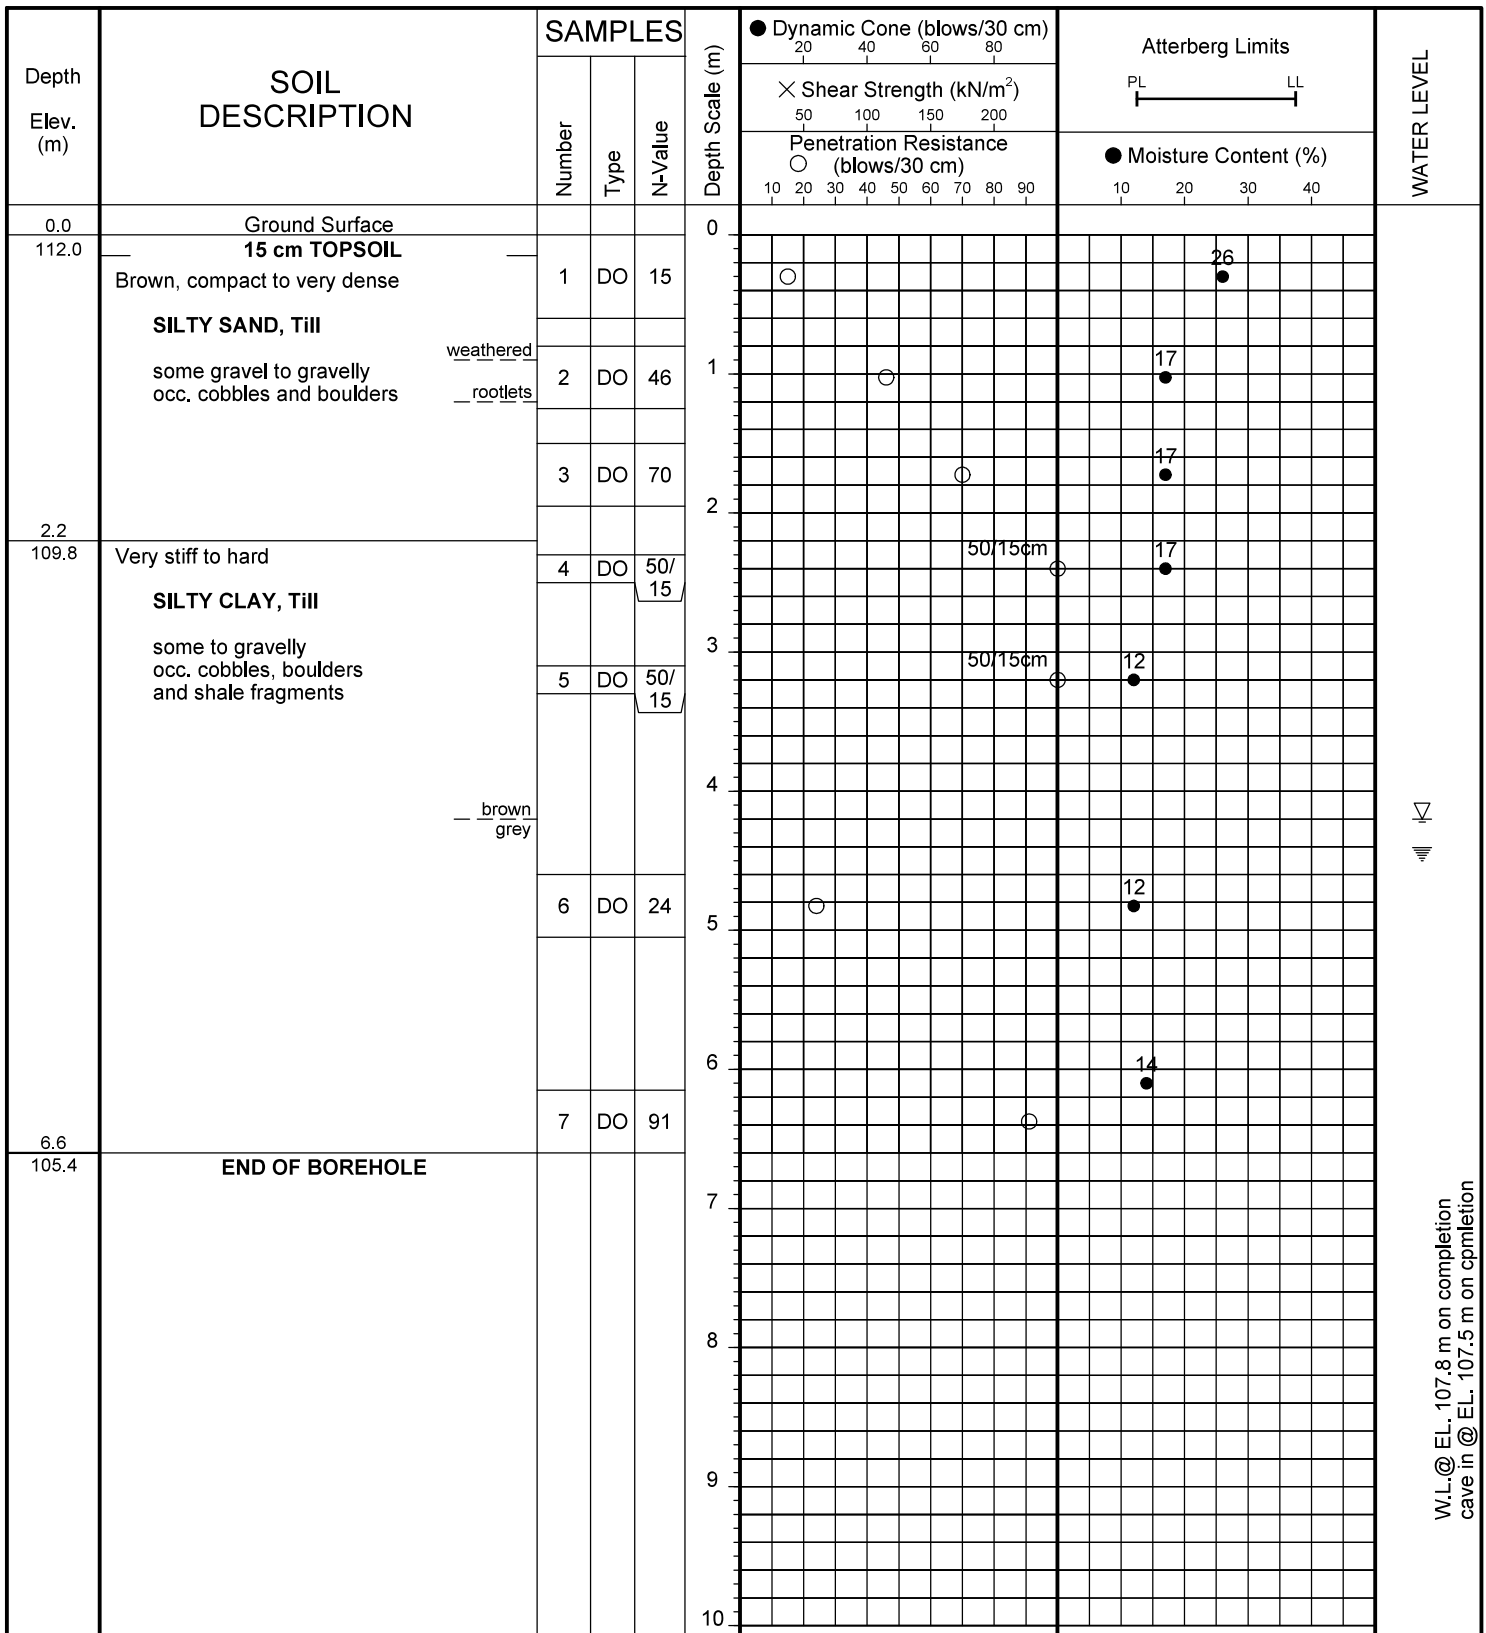 Depth
Elev.
(m)
SOIL
DESCRIPTION
SAMPLES
Number
Type
N-Value
Depth Scale (m)
● Dynamic Cone (blows/30 cm)
20 40 60 80
× Shear Strength (kN/m²)
50 100 150 200
Penetration Resistance
○ (blows/30 cm)
10 20 30 40 50 60 70 80 90
Atterberg Limits
PL LL
● Moisture Content (%)
10 20 30 40
WATER LEVEL
0.0 Ground Surface 0
112.0 15 cm TOPSOIL
26
Brown, compact to very dense 1 DO 15
SILTY SAND, Till
weathered
17
some gravel to gravelly 1
occ. cobbles and boulders rootlets 2 DO 46
17
3 DO 70
2
2.2
109.8 Very stiff to hard
50/15cm 17
4 DO 50/
15
SILTY CLAY, Till
some to gravelly 3
50/15cm 12
occ. cobbles, boulders
and shale fragments
5 DO 50/
15
4
brown
grey
12
6 DO 24
5
6
14
7 DO 91
6.6
105.4 END OF BOREHOLE
7
8
9
10
W.L.@ EL. 107.8 m on completion
cave in @ EL. 107.5 m on cpmletion